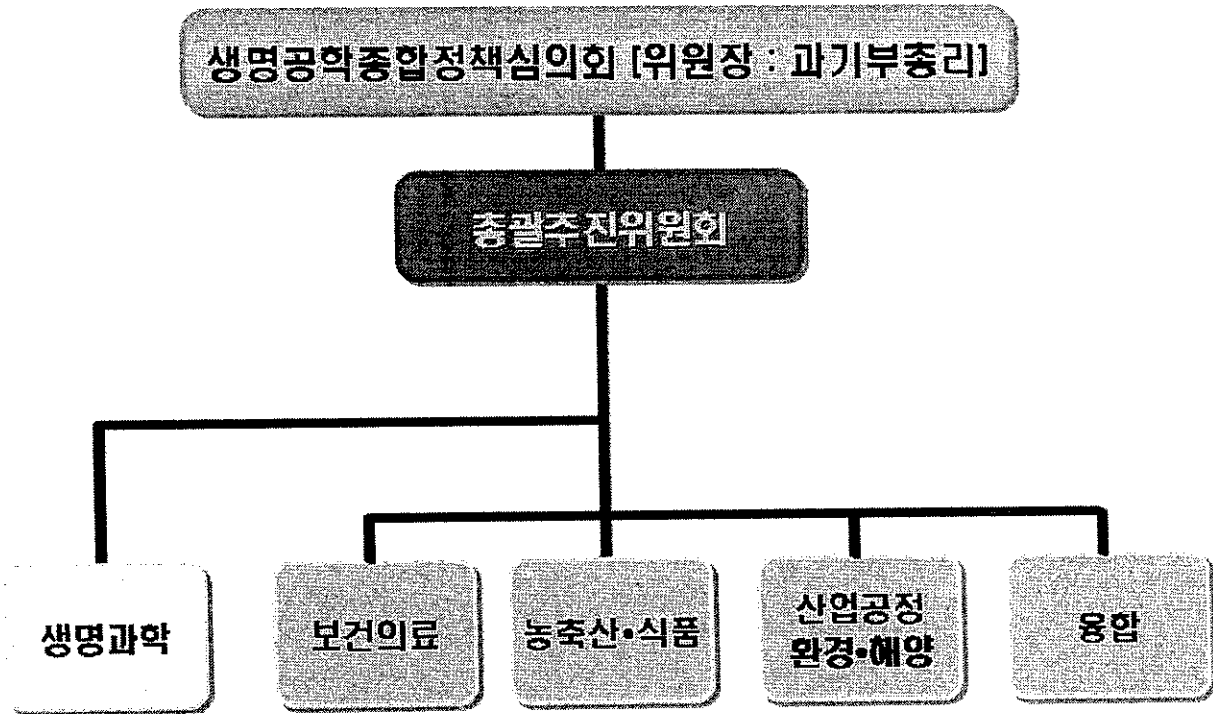 생명공학종합정책심의회 [위원장 : 과기부총리]
총괄추진위원회
생명과학
보건의료
농축산•식품
산업공정
환경•해양
융합